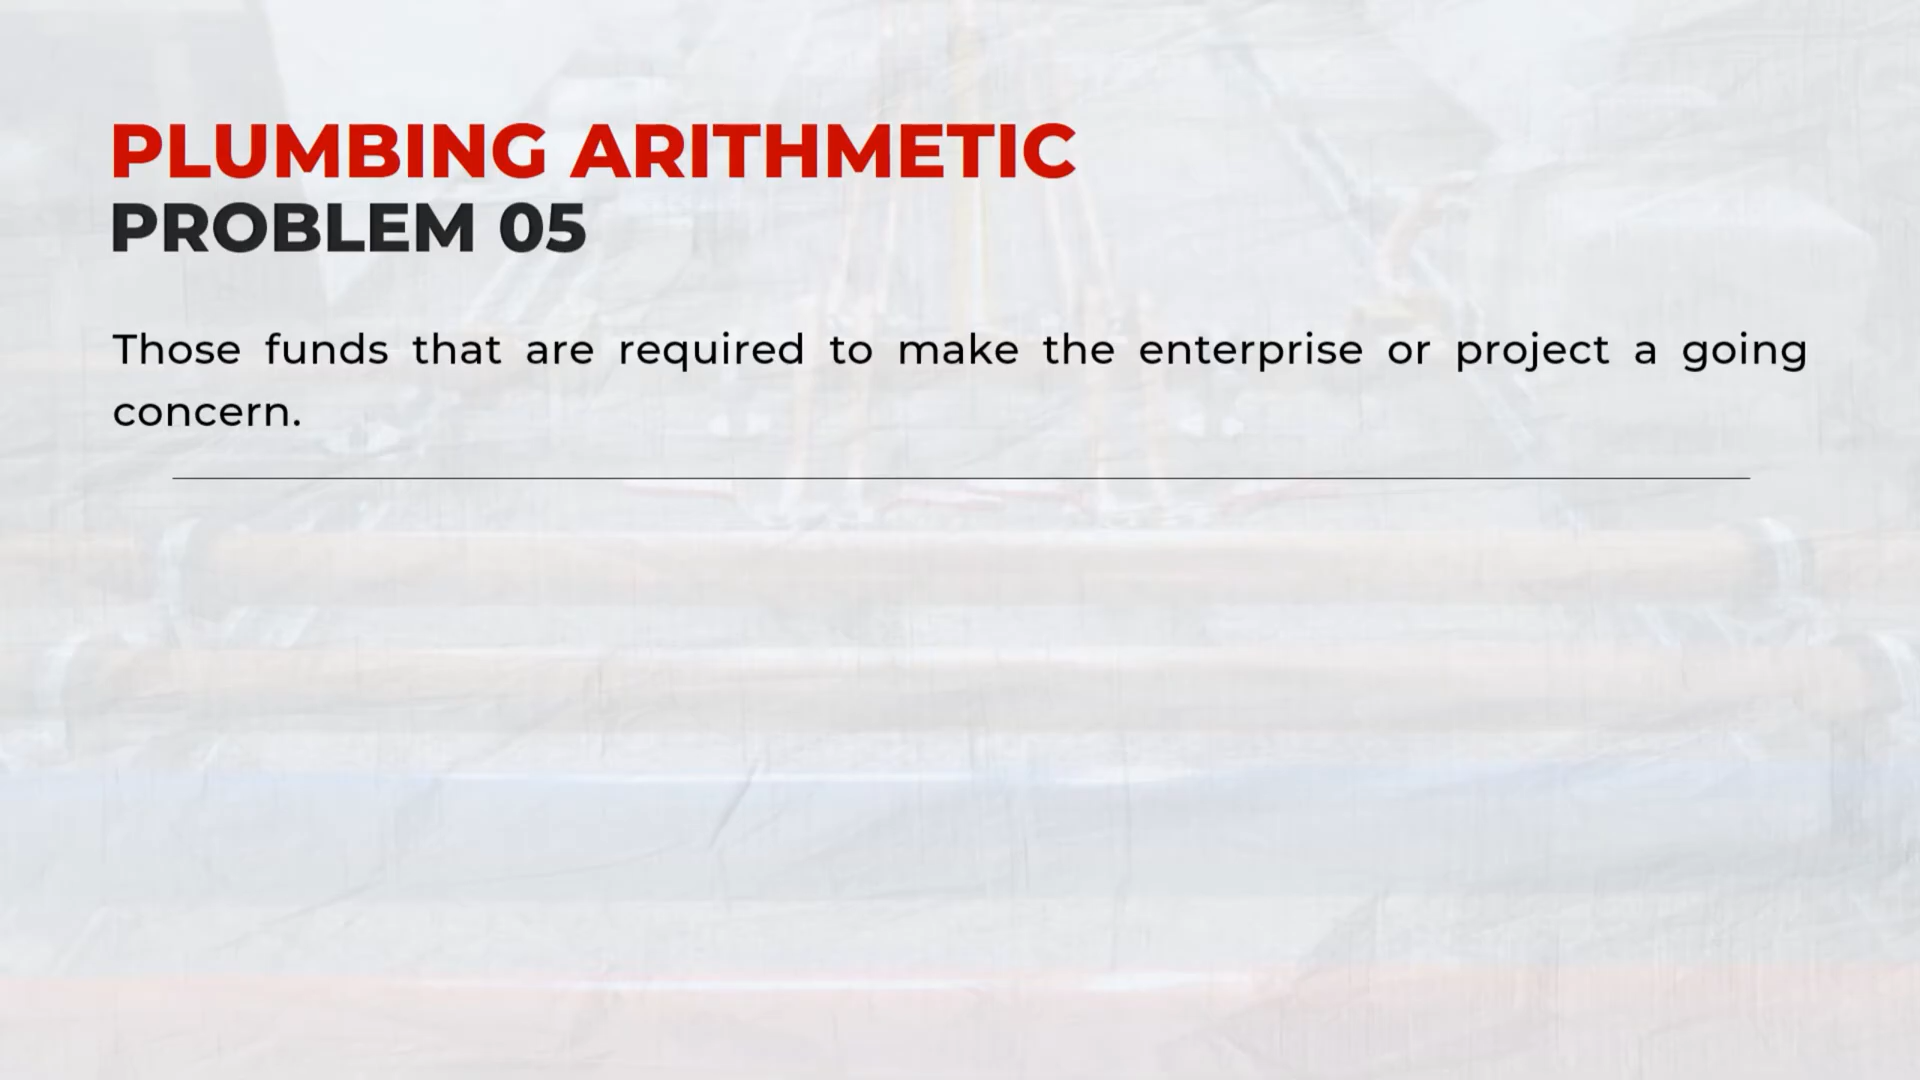 PLUMBING ARITHMETIC
PROBLEM 05
Those funds that are required to make the enterprise or project a going
concern.